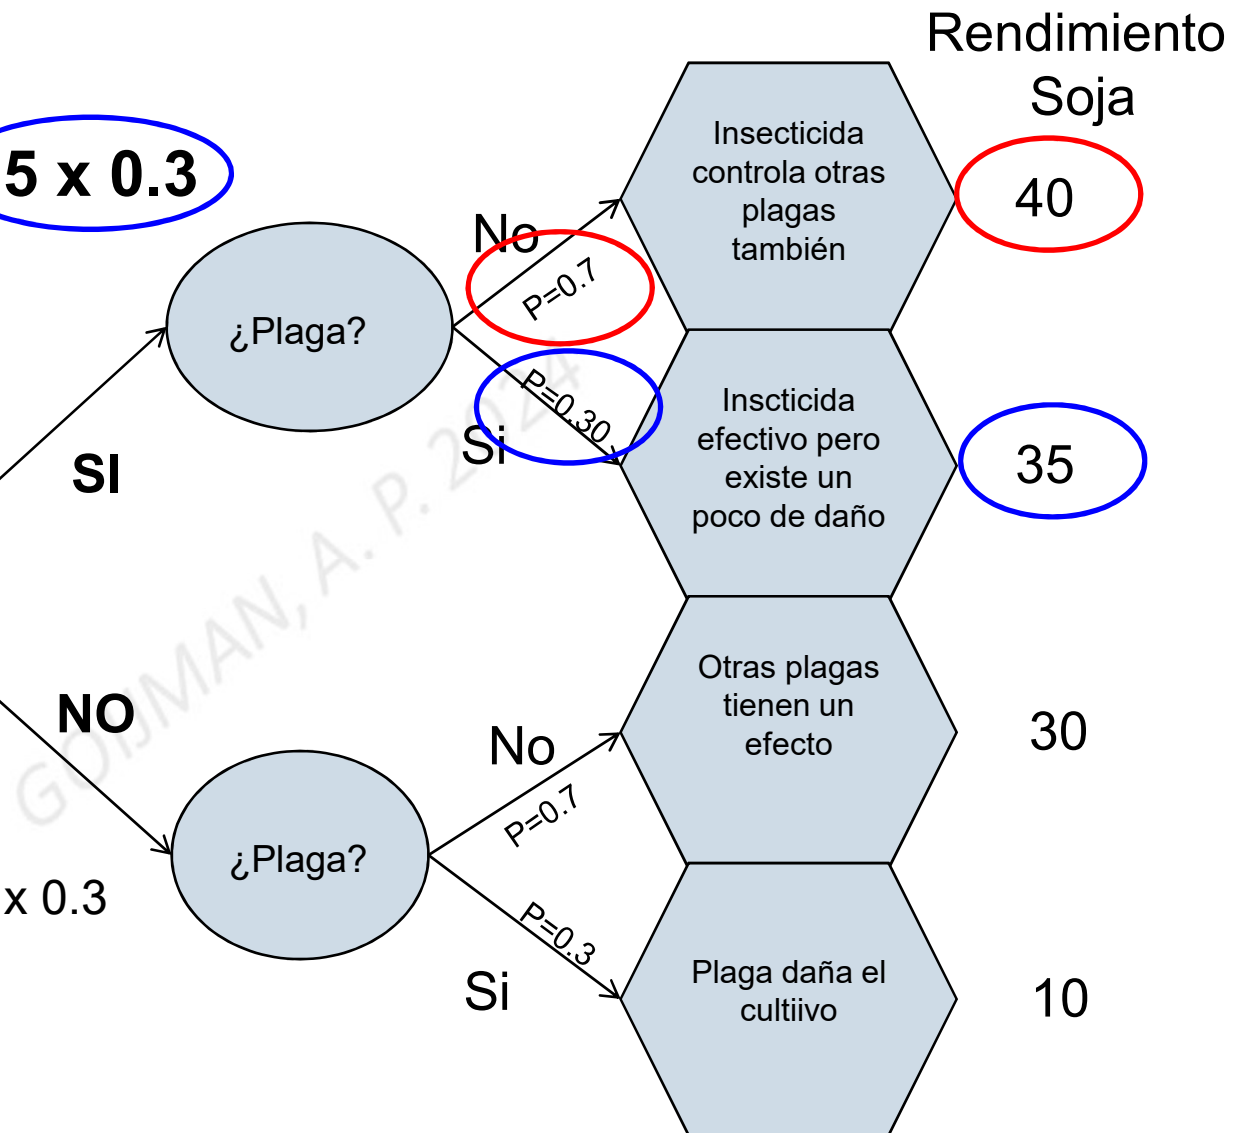 Rendimiento
Soja
5 x 0.3
Insecticida
controla otras
plagas
también
40
No
P=0.7
¿Plaga?
P=0.30
Si
Inscticida
efectivo pero
existe un
poco de daño
35
SI
GOIJMAN, A. P. 2024
NO
No
P=0.7
Otras plagas
tienen un
efecto
30
¿Plaga?
x 0.3
P=0.3
Si
Plaga daña el
cultiivo
10